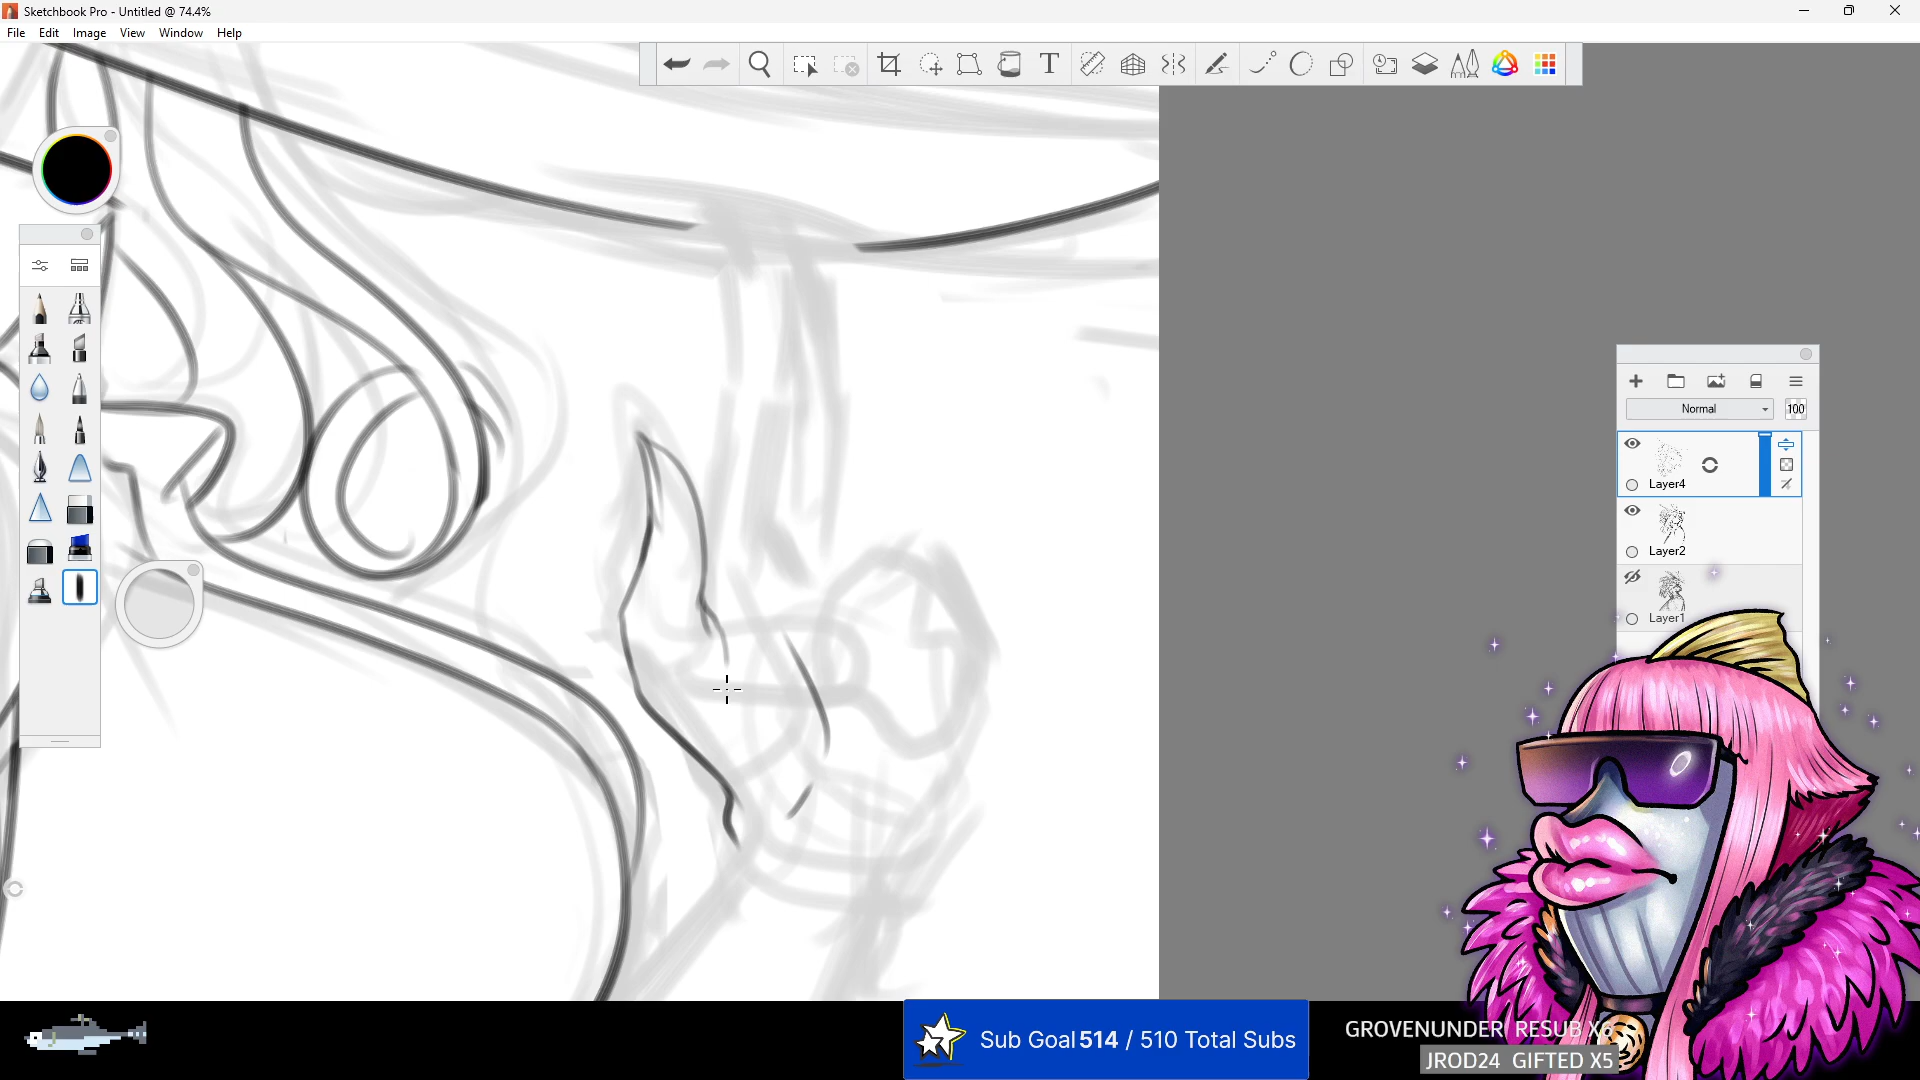 Sketchbook Pro - Untitled @ 74.4%
File Edit Image View Window Help
T
Normal 100
Layer4
Layer2
Layer1
Sub Goal 514 / 510 Total Subs
GROVENUNDER RESUB
JROD24 GIFTED X5